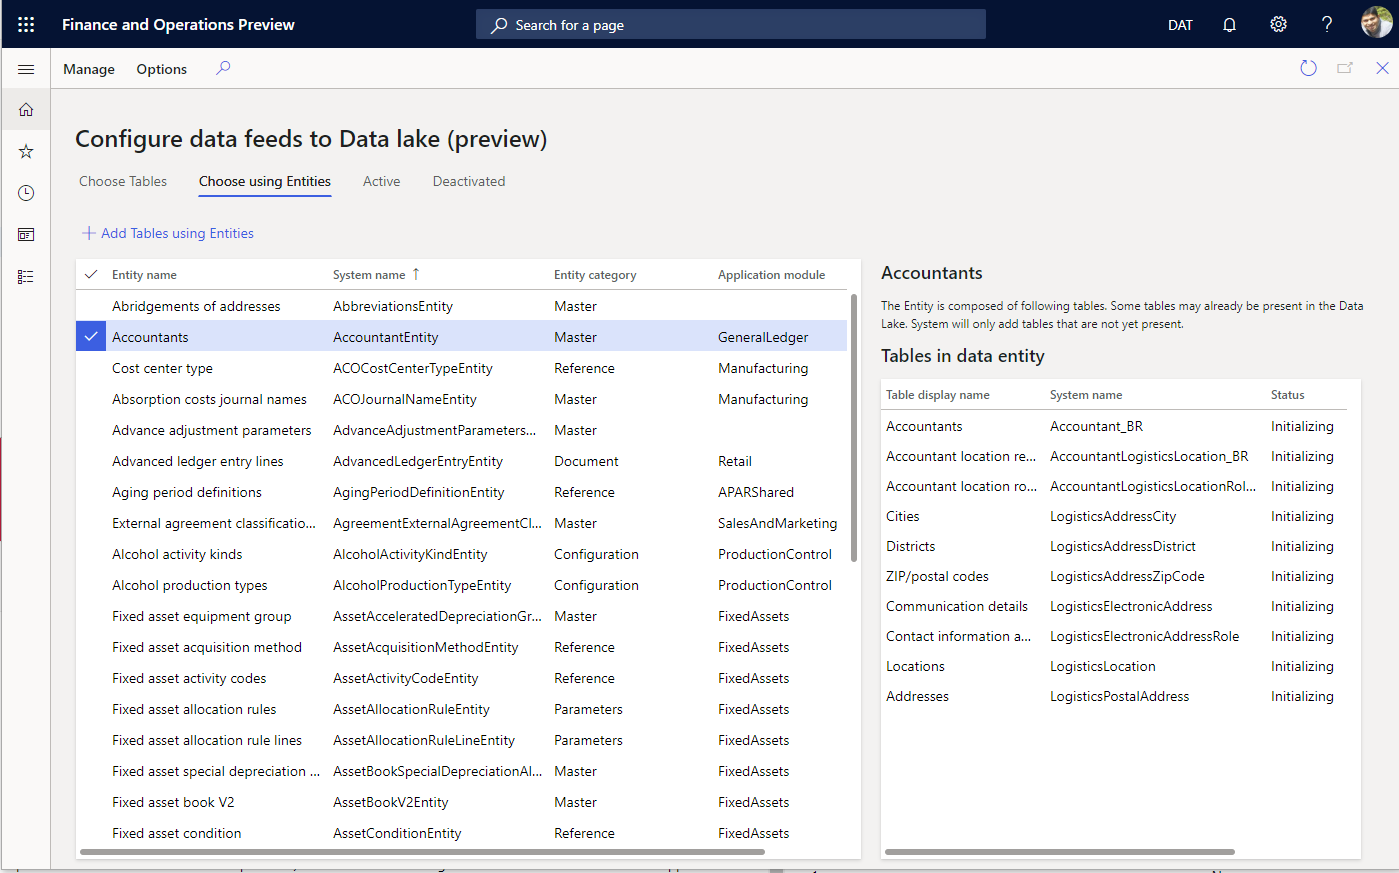 Finance and Operations Preview
Search for a page
DAT
?
Manage Options
Configure data feeds to Data lake (preview)
Choose Tables Choose using Entities Active Deactivated
+ Add Tables using Entities
Entity name System name ↑ Entity category Application module
Abridgements of addresses AbbreviationsEntity Master
Accountants AccountantEntity Master GeneralLedger
Cost center type ACOCostCenterTypeEntity Reference Manufacturing
Absorption costs journal names ACOJournalNameEntity Master Manufacturing
Advance adjustment parameters AdvanceAdjustmentParameters... Master
Advanced ledger entry lines AdvancedLedgerEntryEntity Document Retail
Aging period definitions AgingPeriodDefinitionEntity Reference APARShared
External agreement classificatio... AgreementExternalAgreementCl... Master SalesAndMarketing
Alcohol activity kinds AlcoholActivityKindEntity Configuration ProductionControl
Alcohol production types AlcoholProductionTypeEntity Configuration ProductionControl
Fixed asset equipment group AssetAcceleratedDepreciationGr... Master FixedAssets
Fixed asset acquisition method AssetAcquisitionMethodEntity Reference FixedAssets
Fixed asset activity codes AssetActivityCodeEntity Reference FixedAssets
Fixed asset allocation rules AssetAllocationRuleEntity Parameters FixedAssets
Fixed asset allocation rule lines AssetAllocationRuleLineEntity Parameters FixedAssets
Fixed asset special depreciation ... AssetBookSpecialDepreciationAl... Master FixedAssets
Fixed asset book V2 AssetBookV2Entity Master FixedAssets
Fixed asset condition AssetConditionEntity Reference FixedAssets
Accountants
The Entity is composed of following tables. Some tables may already be present in the Data
Lake. System will only add tables that are not yet present.
Tables in data entity
Table display name System name Status
Accountants Accountant_BR Initializing
Accountant location re... AccountantLogisticsLocation_BR Initializing
Accountant location ro... AccountantLogisticsLocationRol... Initializing
Cities LogisticsAddressCity Initializing
Districts LogisticsAddressDistrict Initializing
ZIP/postal codes LogisticsAddressZipCode Initializing
Communication details LogisticsElectronicAddress Initializing
Contact information a... LogisticsElectronicAddressRole Initializing
Locations LogisticsLocation Initializing
Addresses LogisticsPostalAddress Initializing